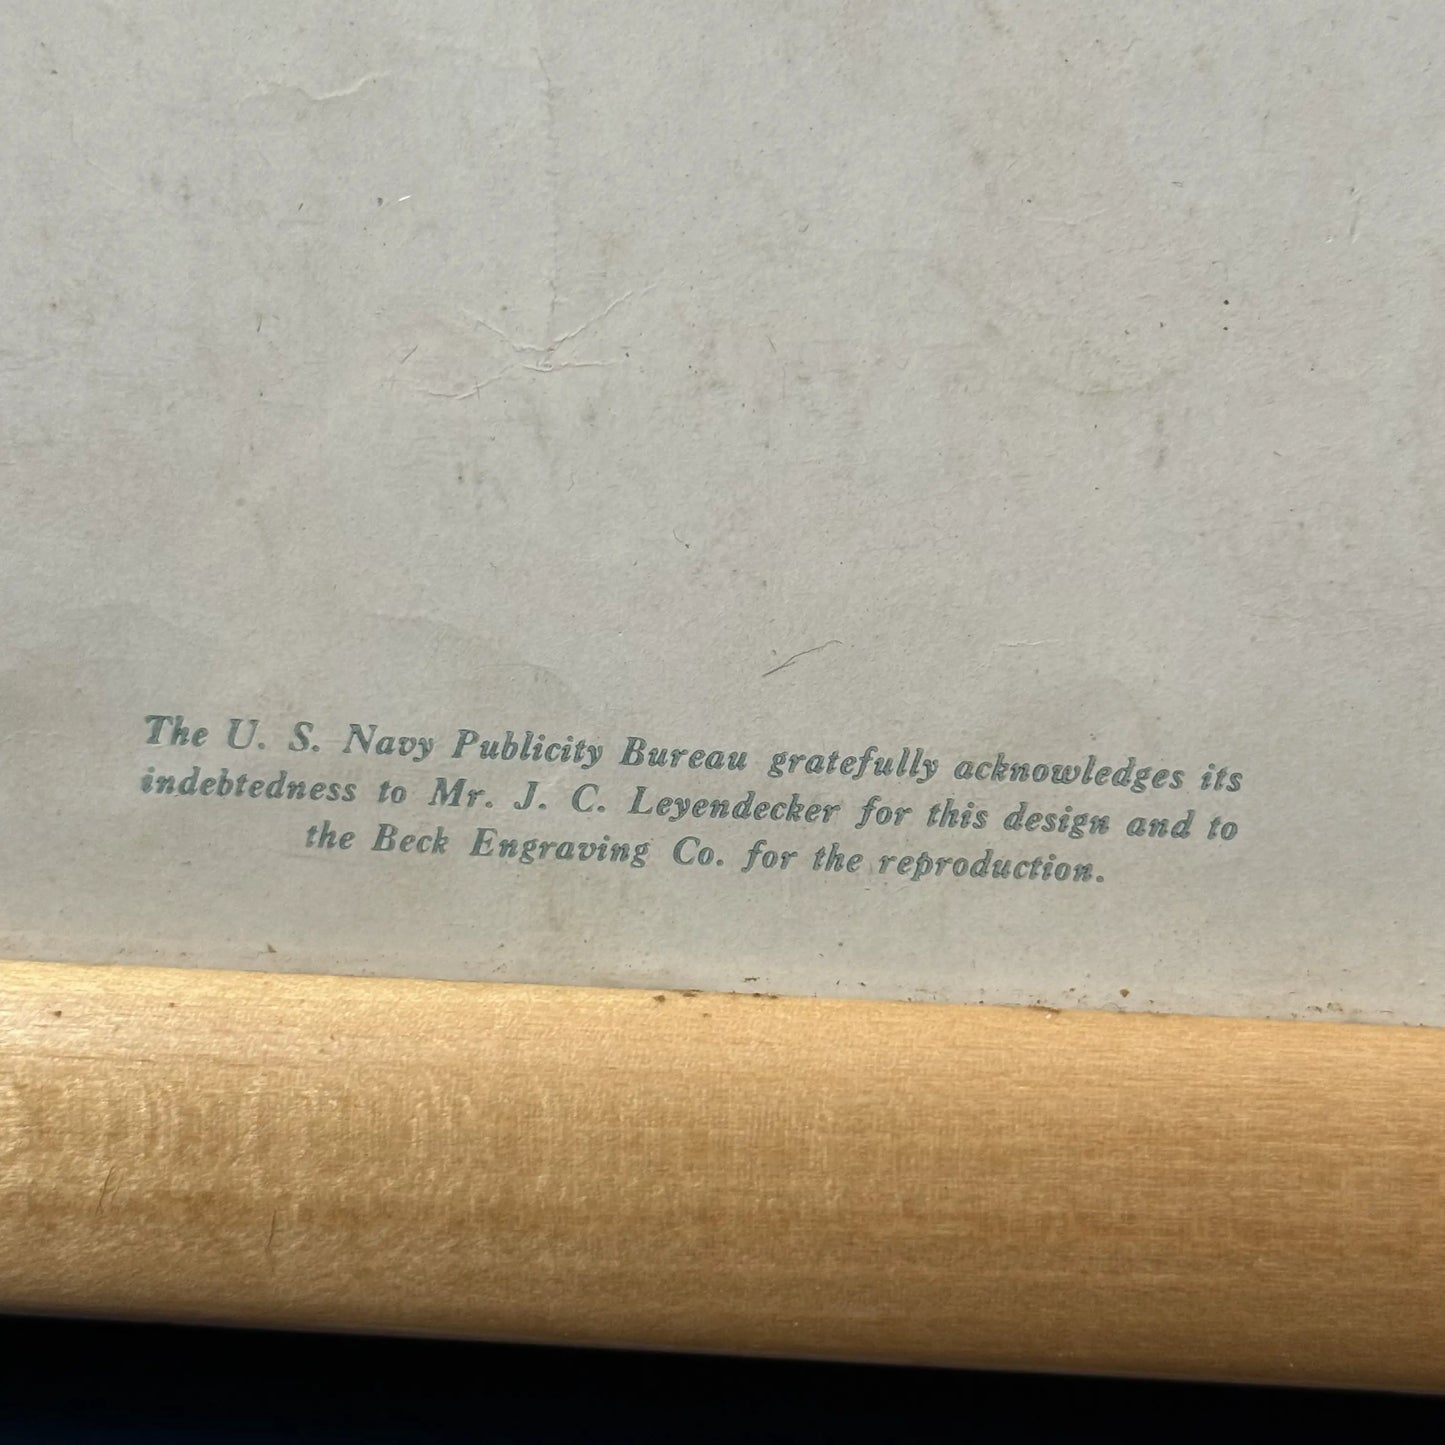 The U. S. Navy Publicity Bureau gratefully acknowledges its
indebtedness to Mr. J. C. Leyendecker for this design and to
the Beck Engraving Co. for the reproduction.